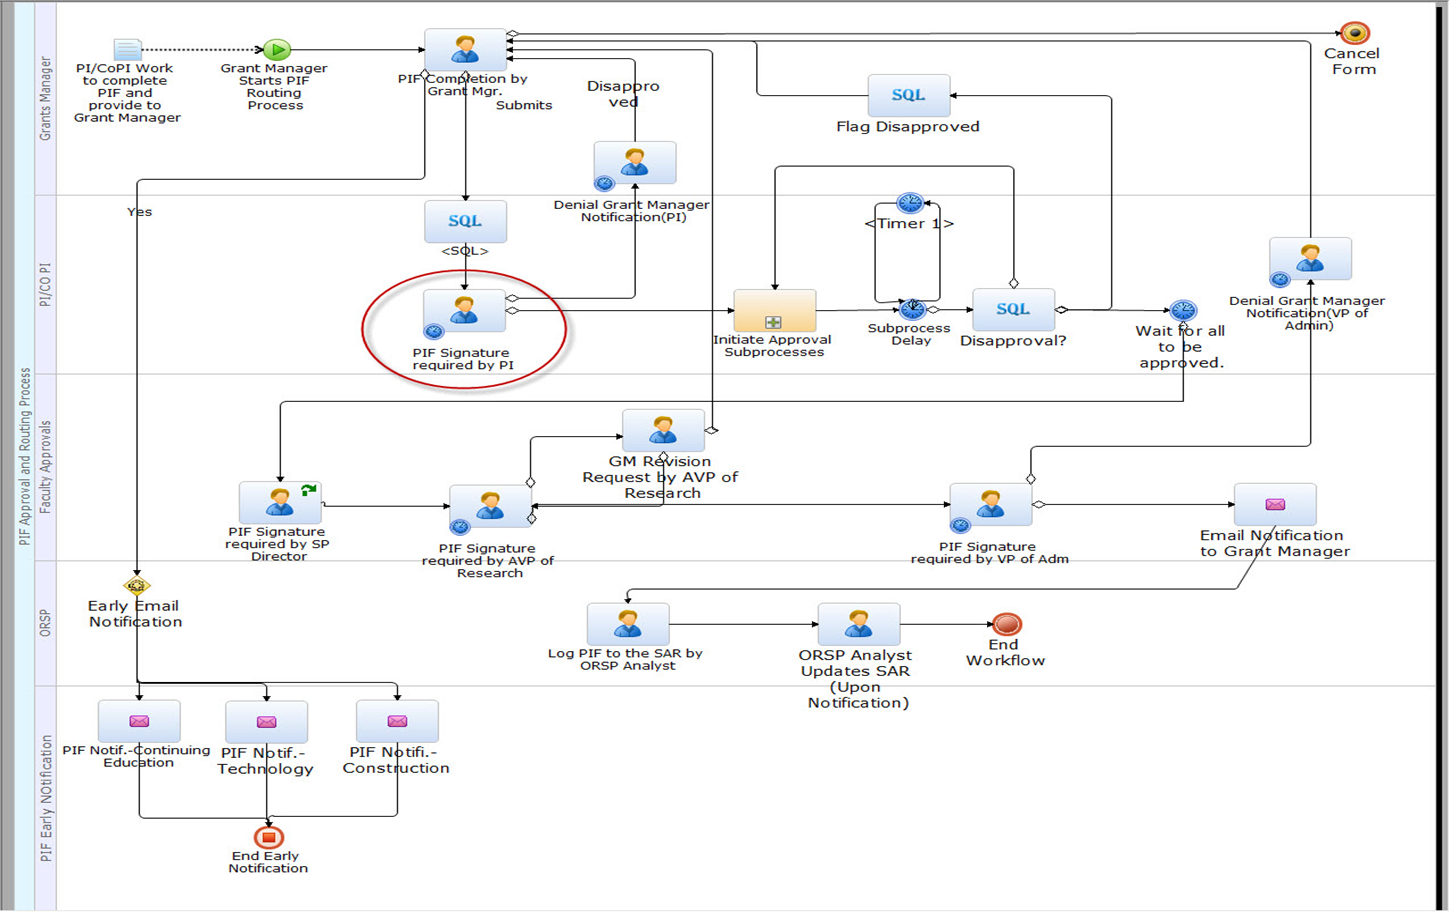 PIF Approval and Routing Process
Grants Manager
PI/CoPI Work
to complete
PIF and
provide to
Grant Manager
Grant Manager
Starts PIF
Routing
Process
PIF Completion by
Grant Mgr.
Submits
Disappro
ved
SQL
Flag Disapproved
Cancel
Form
Denial Grant Manager
Notification(PI)
PI/CO PI
Yes
SQL
<SQL>
PIF Signature
required by PI
Initiate Approval
Subprocesses
<Timer 1>
Subprocess
Delay
SQL
Disapproval?
Wait for all
to be
approved.
Denial Grant Manager
Notification(VP of
Admin)
Faculty Approvals
PIF Signature
required by SP
Director
PIF Signature
required by AVP of
Research
GM Revision
Request by AVP of
Research
PIF Signature
required by VP of Adm
Email Notification
to Grant Manager
ORSP
Early Email
Notification
Log PIF to the SAR by
ORSP Analyst
ORSP Analyst
Updates SAR
(Upon
Notification)
End
Workflow
PIF Early NOtification
PIF Notif.-Continuing
Education
PIF Notif.-
Technology
PIF Notifi.-
Construction
End Early
Notification